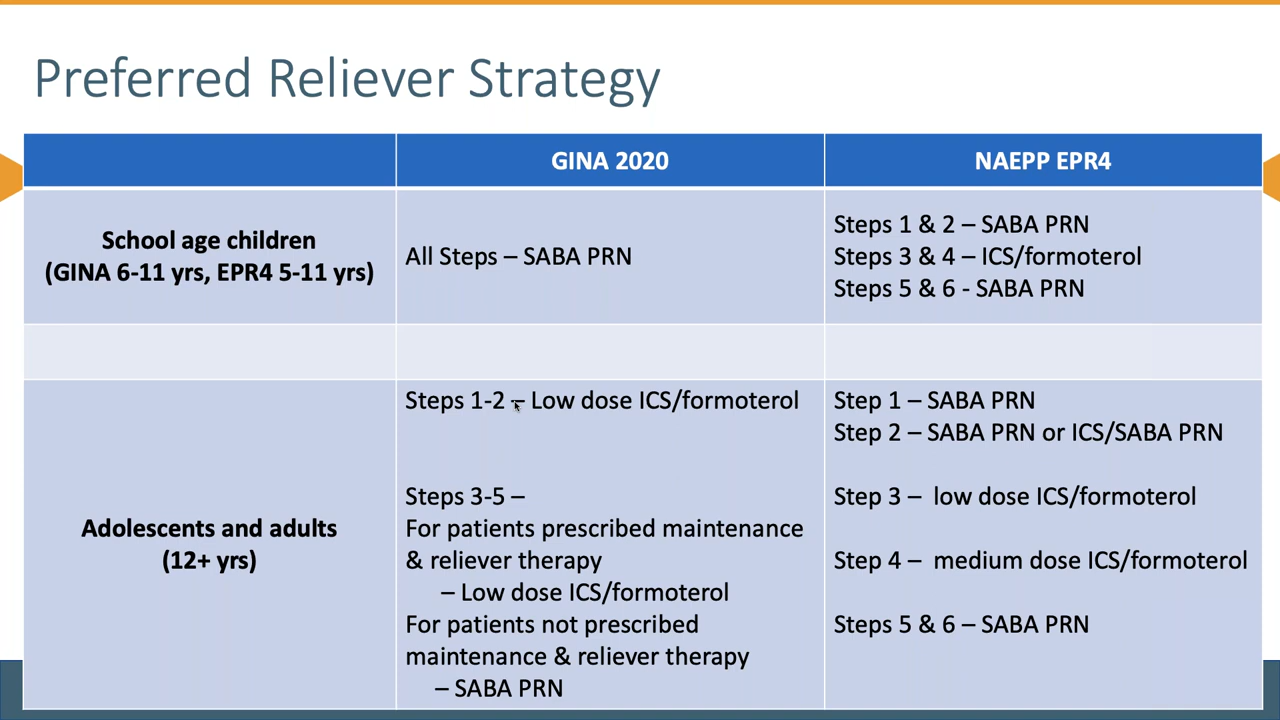 Preferred Reliever Strategy
GINA 2020
NAEPP EPR4
School age children
(GINA 6-11 yrs, EPR4 5-11 yrs)
All Steps – SABA PRN
Steps 1 & 2 – SABA PRN
Steps 3 & 4 – ICS/formoterol
Steps 5 & 6 - SABA PRN
Adolescents and adults
(12+ yrs)
Steps 1-2 – Low dose ICS/formoterol
Steps 3-5 –
For patients prescribed maintenance
& reliever therapy
– Low dose ICS/formoterol
For patients not prescribed
maintenance & reliever therapy
– SABA PRN
Step 1 – SABA PRN
Step 2 – SABA PRN or ICS/SABA PRN
Step 3 – low dose ICS/formoterol
Step 4 – medium dose ICS/formoterol
Steps 5 & 6 – SABA PRN